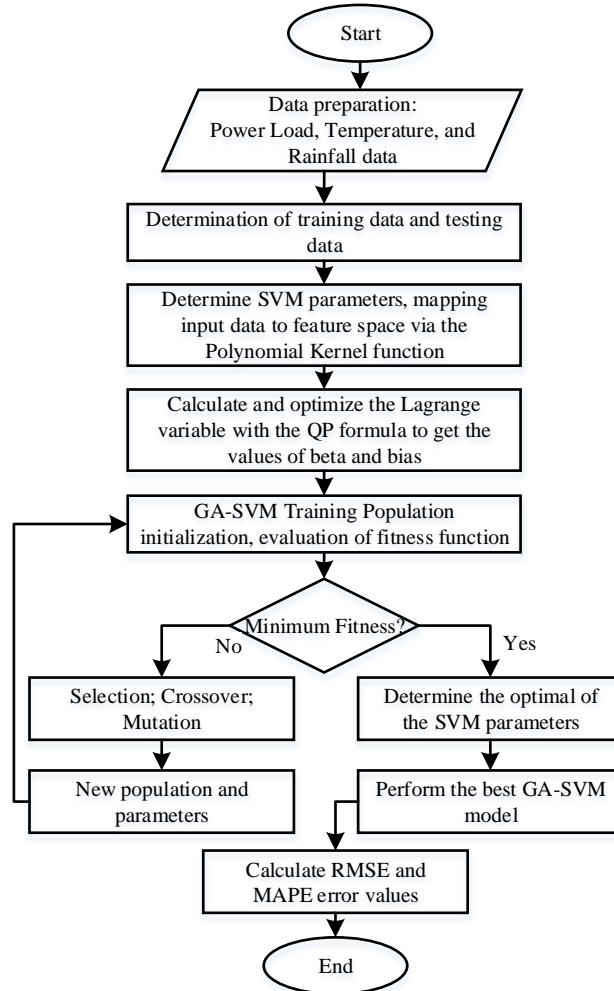 Start
Data preparation:
Power Load, Temperature, and
Rainfall data
Determination of training data and testing
data
Determine SVM parameters, mapping
input data to feature space via the
Polynomial Kernel function
Calculate and optimize the Lagrange
variable with the QP formula to get the
values of beta and bias
GA-SVM Training Population
initialization, evaluation of fitness function
Minimum Fitness?
No
Yes
Selection; Crossover;
Mutation
Determine the optimal of
the SVM parameters
New population and
parameters
Perform the best GA-SVM
model
Calculate RMSE and
MAPE error values
End